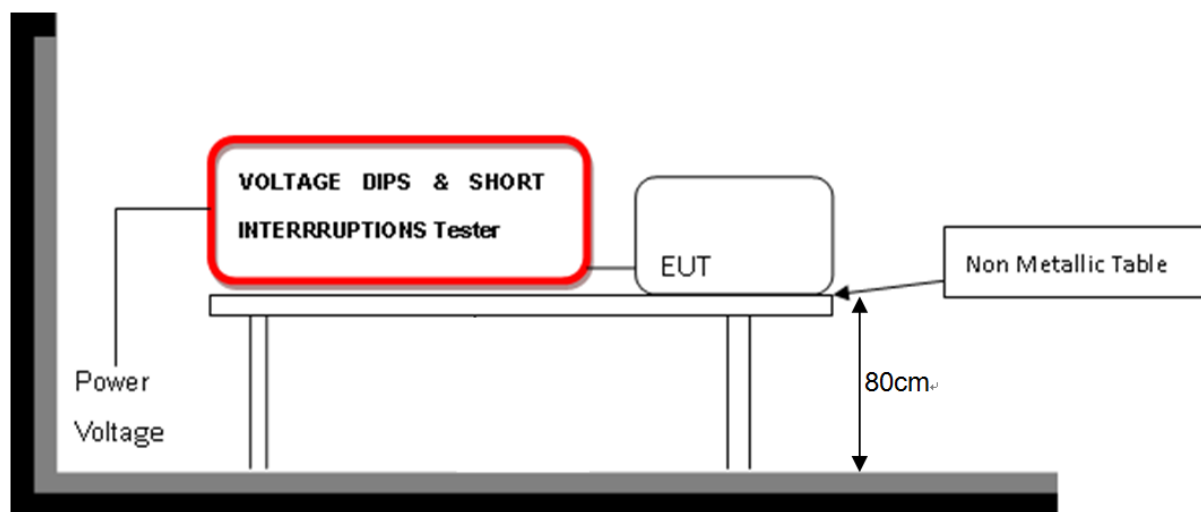 VOLTAGE DIPS & SHORT
INTERRRUPTIONS Tester
EUT
Non Metallic Table
Power
Voltage
80cm